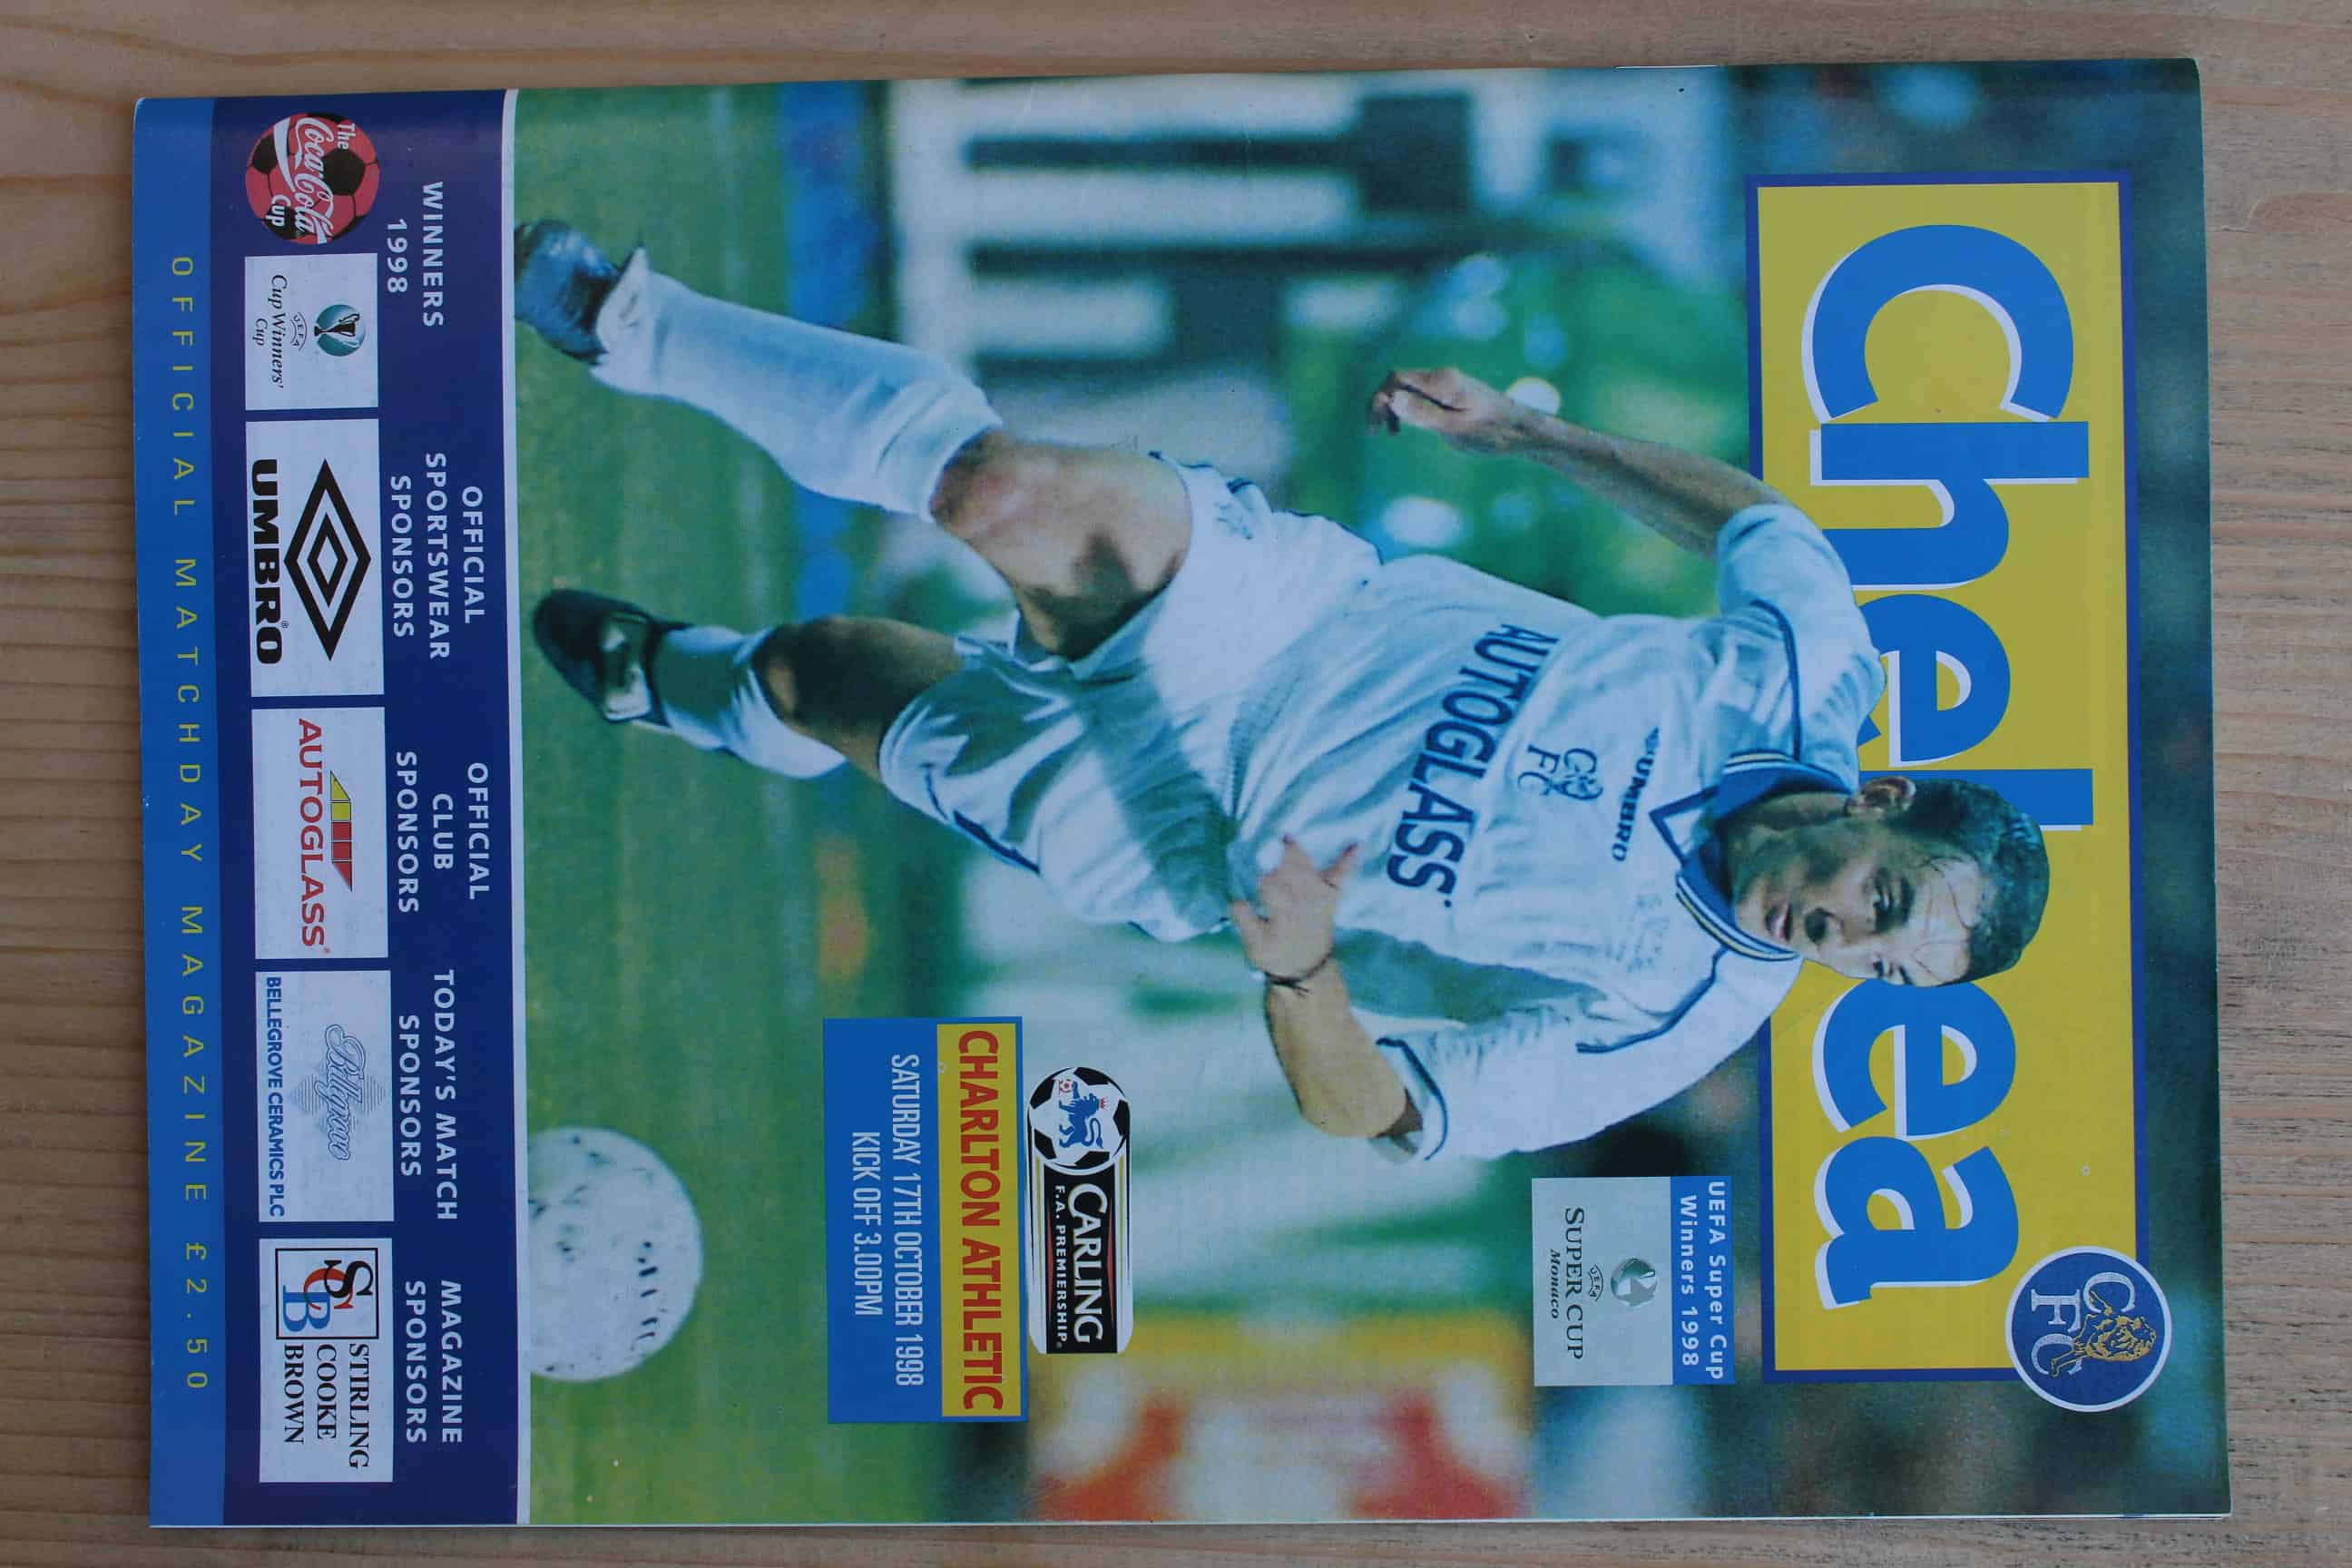 Chelsea
CFC
UEFA Super Cup
Winners 1998
UEFA
SUPER CUP
Monaco
UMBRO
CFC
AUTOGLASS
CARLING
F.A. PREMIERSHIP
CHARLTON ATHLETIC
SATURDAY 17TH OCTOBER 1998
KICK OFF 3.00PM
WINNERS
1998
The
Coca-Cola
Cup
UEFA
Cup Winners'
Cup
OFFICIAL
SPORTSWEAR
SPONSORS
UMBRO®
OFFICIAL
CLUB
SPONSORS
AUTOGLASS®
TODAY'S MATCH
SPONSORS
Bellegrove
BELLEGROVE CERAMICS PLC
MAGAZINE
SPONSORS
SCB
STIRLING
COOKE
BROWN
OFFICIAL MATCHDAY MAGAZINE £2.50